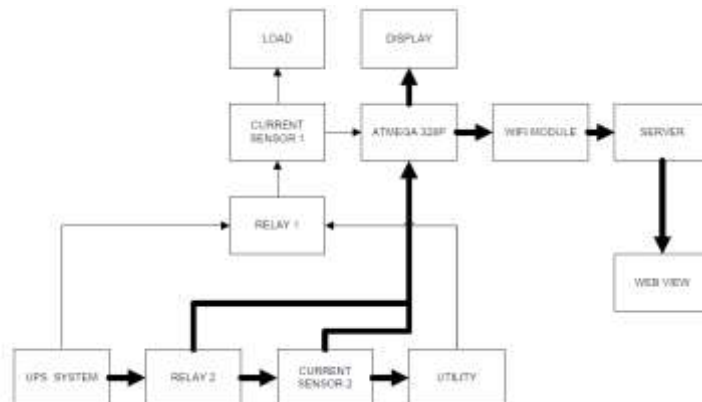 LOAD
DISPLAY
CURRENT
SENSOR 1
ATMEGA 328P
WIFI MODULE
SERVER
RELAY 1
WEB VIEW
UPS SYSTEM
RELAY 2
CURRENT
SENSOR 2
UTILITY